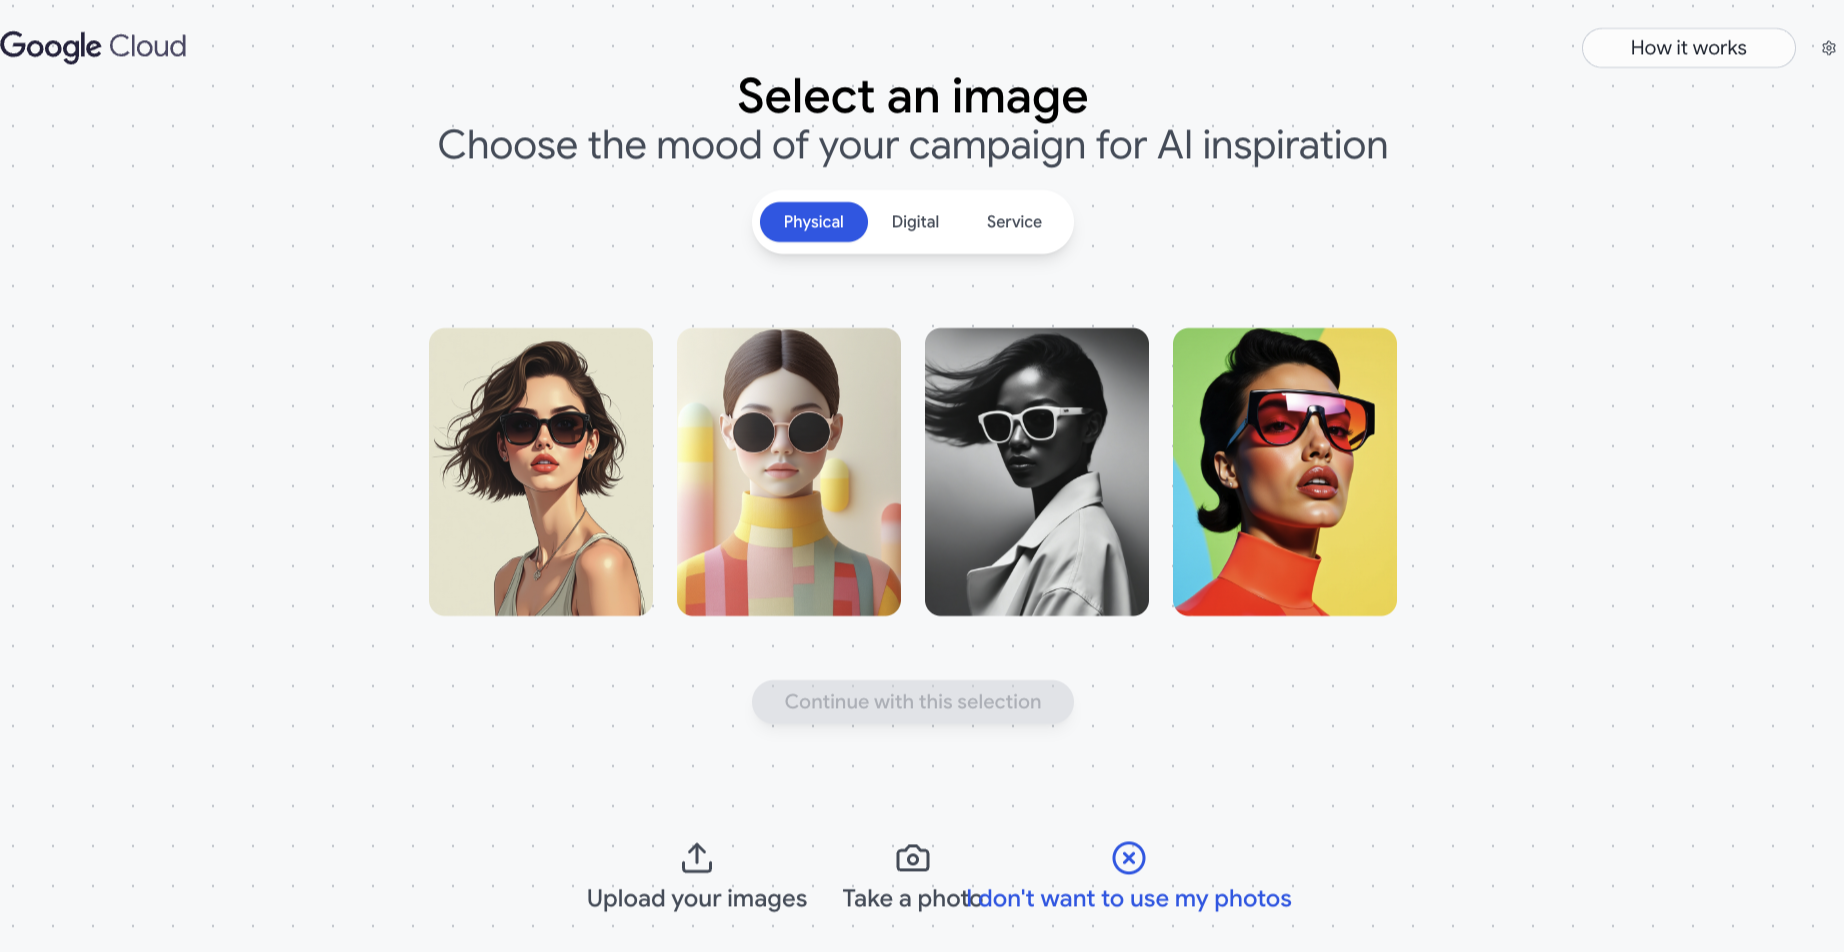 Google Cloud
How it works
Select an image
Choose the mood of your campaign for AI inspiration
Physical
Digital
Service
Continue with this selection
Upload your images
Take a photo
I don't want to use my photos